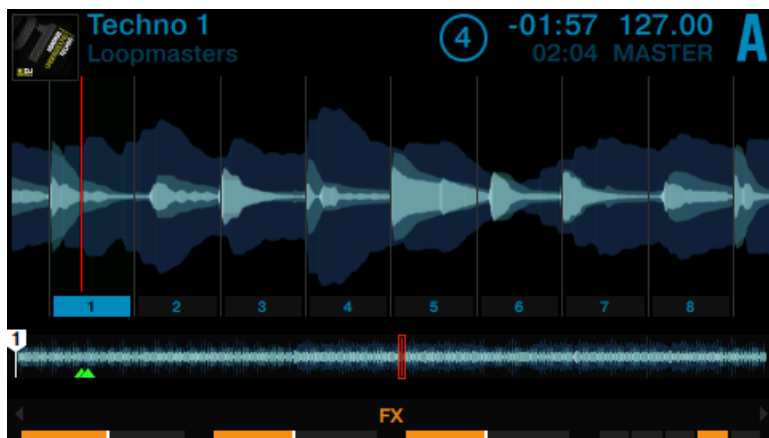 Techno 1
Loopmasters
4
-01:57 127.00
02:04 MASTER
A
1 2 3 4 5 6 7 8
1
FX